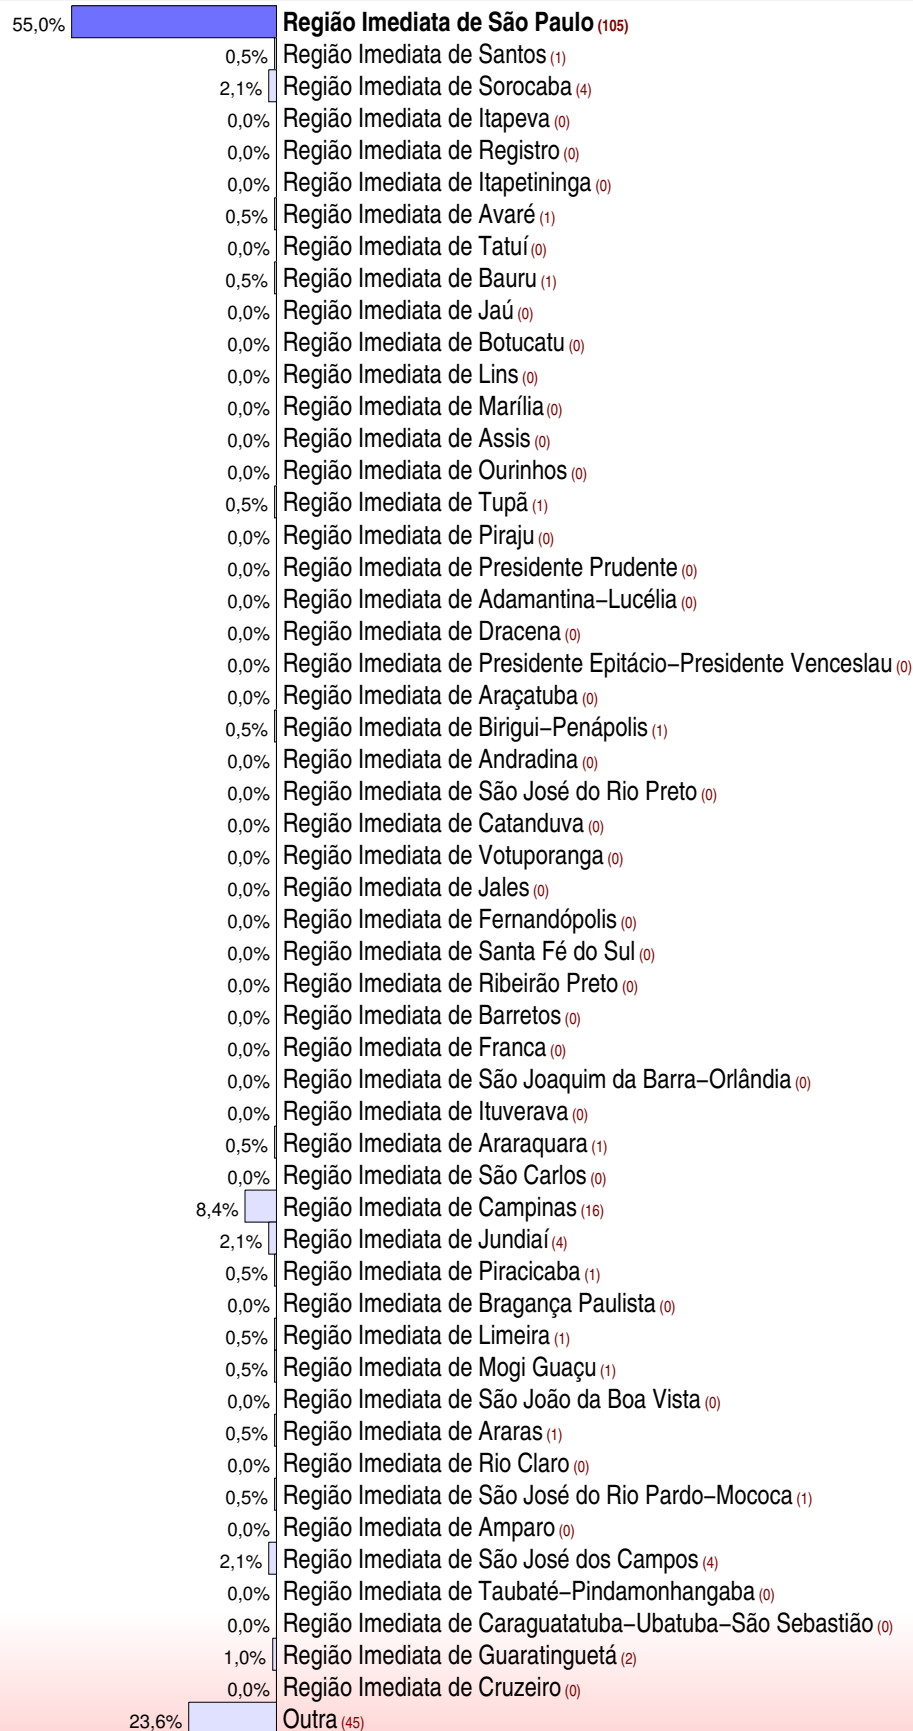 55,0% Região Imediata de São Paulo (105)
0,5% Região Imediata de Santos (1)
2,1% Região Imediata de Sorocaba (4)
0,0% Região Imediata de Itapeva (0)
0,0% Região Imediata de Registro (0)
0,0% Região Imediata de Itapetininga (0)
0,5% Região Imediata de Avaré (1)
0,0% Região Imediata de Tatuí (0)
0,5% Região Imediata de Bauru (1)
0,0% Região Imediata de Jaú (0)
0,0% Região Imediata de Botucatu (0)
0,0% Região Imediata de Lins (0)
0,0% Região Imediata de Marília (0)
0,0% Região Imediata de Assis (0)
0,0% Região Imediata de Ourinhos (0)
0,5% Região Imediata de Tupã (1)
0,0% Região Imediata de Piraju (0)
0,0% Região Imediata de Presidente Prudente (0)
0,0% Região Imediata de Adamantina–Lucélia (0)
0,0% Região Imediata de Dracena (0)
0,0% Região Imediata de Presidente Epitácio–Presidente Venceslau (0)
0,0% Região Imediata de Araçatuba (0)
0,5% Região Imediata de Birigui–Penápolis (1)
0,0% Região Imediata de Andradina (0)
0,0% Região Imediata de São José do Rio Preto (0)
0,0% Região Imediata de Catanduva (0)
0,0% Região Imediata de Votuporanga (0)
0,0% Região Imediata de Jales (0)
0,0% Região Imediata de Fernandópolis (0)
0,0% Região Imediata de Santa Fé do Sul (0)
0,0% Região Imediata de Ribeirão Preto (0)
0,0% Região Imediata de Barretos (0)
0,0% Região Imediata de Franca (0)
0,0% Região Imediata de São Joaquim da Barra–Orlândia (0)
0,0% Região Imediata de Ituverava (0)
0,5% Região Imediata de Araraquara (1)
0,0% Região Imediata de São Carlos (0)
8,4% Região Imediata de Campinas (16)
2,1% Região Imediata de Jundiaí (4)
0,5% Região Imediata de Piracicaba (1)
0,0% Região Imediata de Bragança Paulista (0)
0,5% Região Imediata de Limeira (1)
0,5% Região Imediata de Mogi Guaçu (1)
0,0% Região Imediata de São João da Boa Vista (0)
0,5% Região Imediata de Araras (1)
0,0% Região Imediata de Rio Claro (0)
0,5% Região Imediata de São José do Rio Pardo–Mococa (1)
0,0% Região Imediata de Amparo (0)
2,1% Região Imediata de São José dos Campos (4)
0,0% Região Imediata de Taubaté–Pindamonhangaba (0)
0,0% Região Imediata de Caraguatatuba–Ubatuba–São Sebastião (0)
1,0% Região Imediata de Guaratinguetá (2)
0,0% Região Imediata de Cruzeiro (0)
23,6% Outra (45)